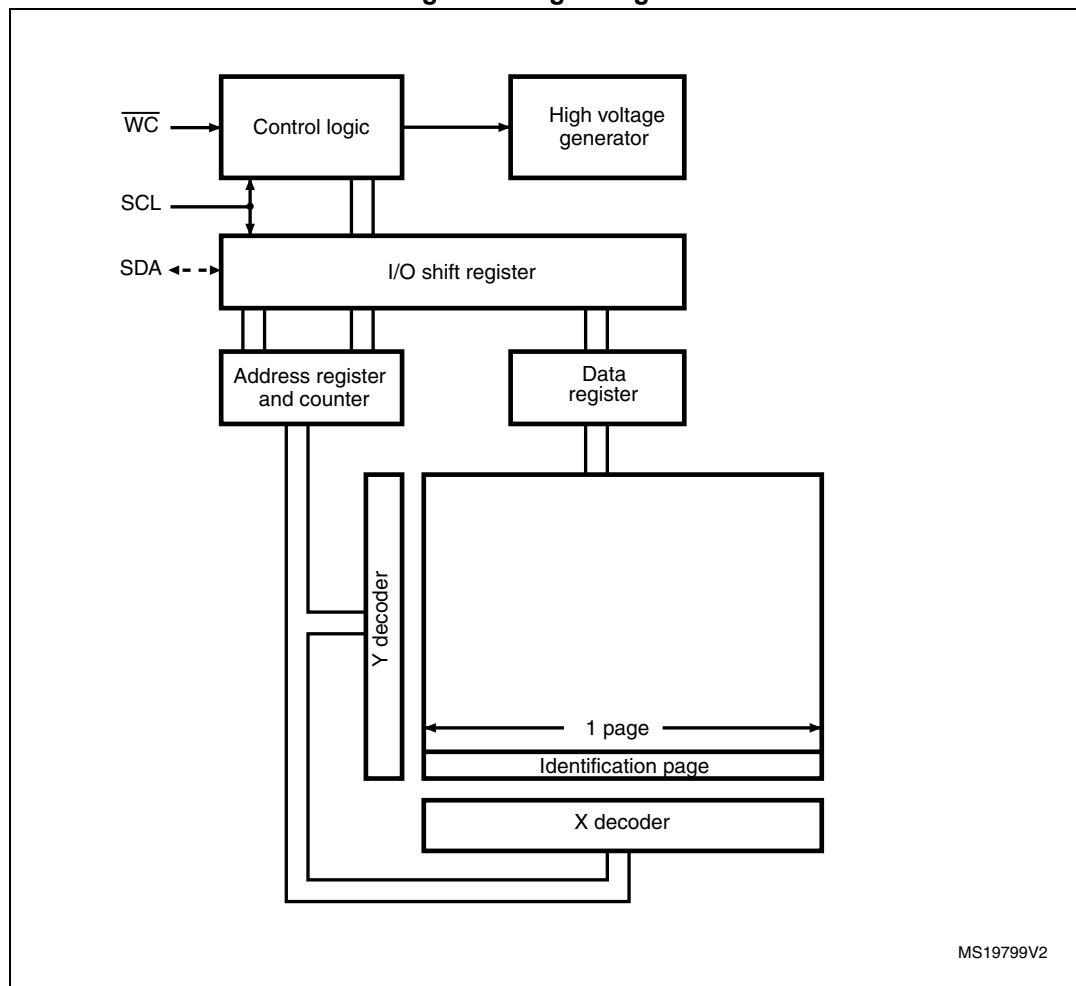 W̅C̅
Control logic
High voltage
generator
SCL
SDA
I/O shift register
Address register
and counter
Data
register
Y decoder
1 page
Identification page
X decoder
MS19799V2